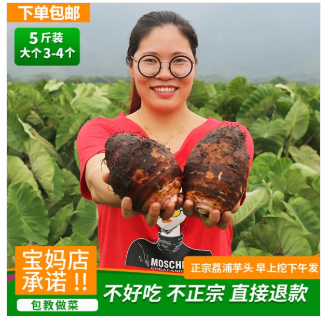 下单包邮
5斤装
大个3-4个
MOSCHI
宝妈店
承诺!!
包教做菜
正宗荔浦芋头 早上挖下午发
不好吃 不正宗 直接退款